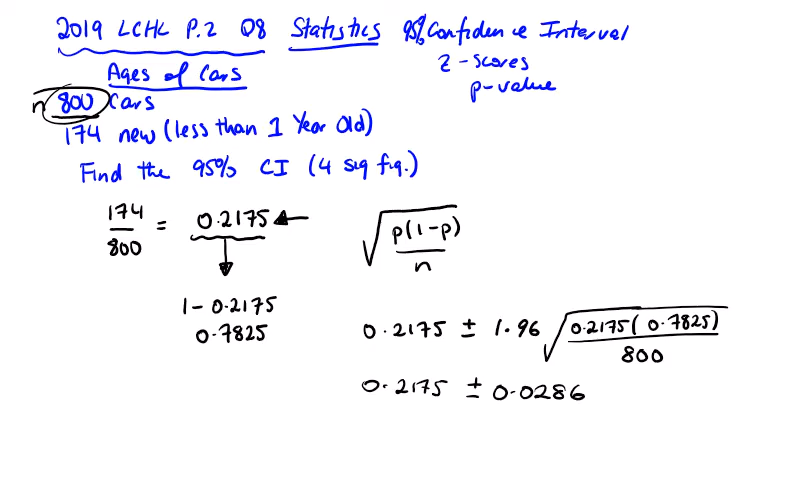 2019 LCHL P.2 Q8 Statistics 95% Confidence Interval
Z-scores
p-value
Ages of Cars
n 800 Cars
174 new (less than 1 Year Old)
Find the 95% CI (4 sig fig.)
174/800 = 0.2175
√(p(1-p)/n)
1 - 0.2175
0.7825
0.2175 ± 1.96 √(0.2175(0.7825)/800)
0.2175 ± 0.0286